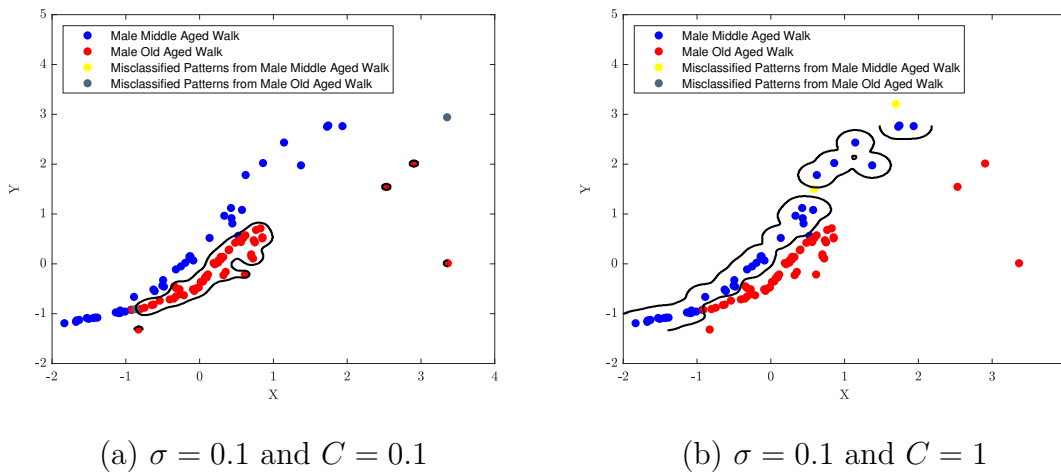 5
4
3
2
1
0
-1
-2
-2
-1
0
1
2
3
4
X
Y
Male Middle Aged Walk
Male Old Aged Walk
Misclassified Patterns from Male Middle Aged Walk
Misclassified Patterns from Male Old Aged Walk
(a) σ = 0.1 and C = 0.1
5
4
3
2
1
0
-1
-2
-2
-1
0
1
2
3
X
Y
Male Middle Aged Walk
Male Old Aged Walk
Misclassified Patterns from Male Middle Aged Walk
Misclassified Patterns from Male Old Aged Walk
(b) σ = 0.1 and C = 1